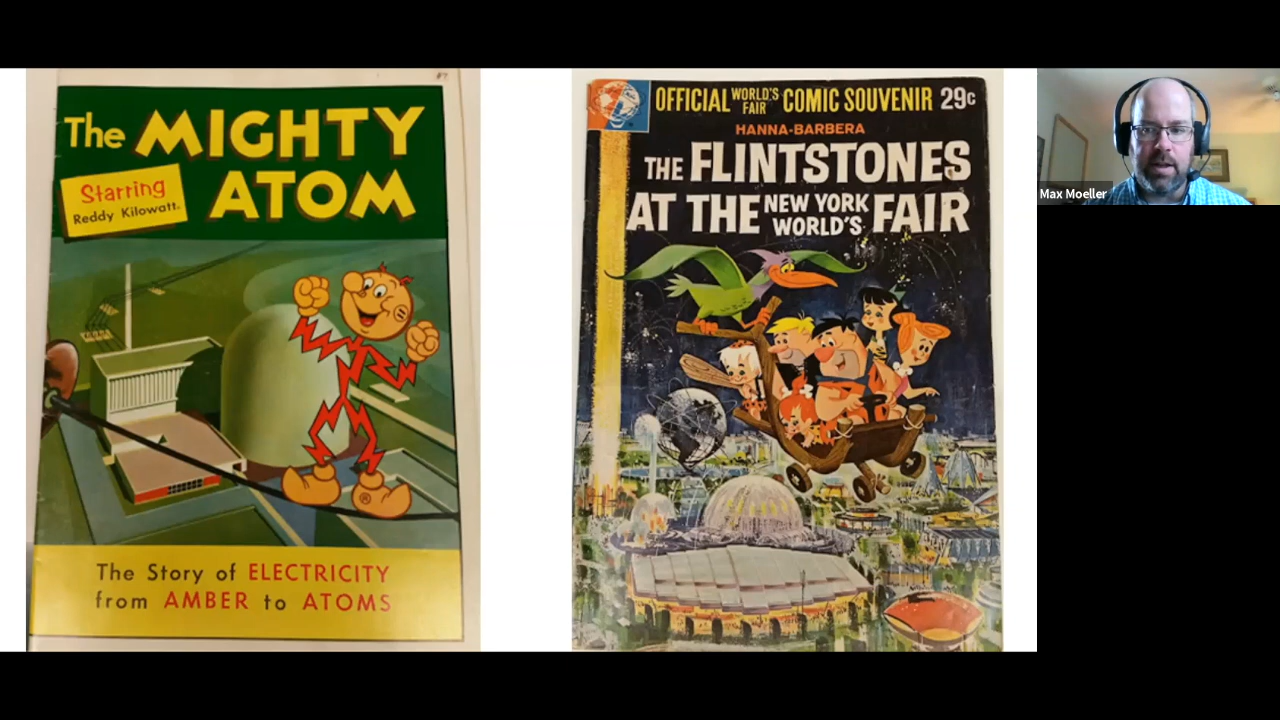 The MIGHTY
ATOM
Starring
Reddy Kilowatt.
The Story of ELECTRICITY
from AMBER to ATOMS
OFFICIAL WORLD'S FAIR COMIC SOUVENIR 29c
HANNA-BARBERA
THE FLINTSTONES
AT THE NEW YORK WORLD'S FAIR
Max Moeller